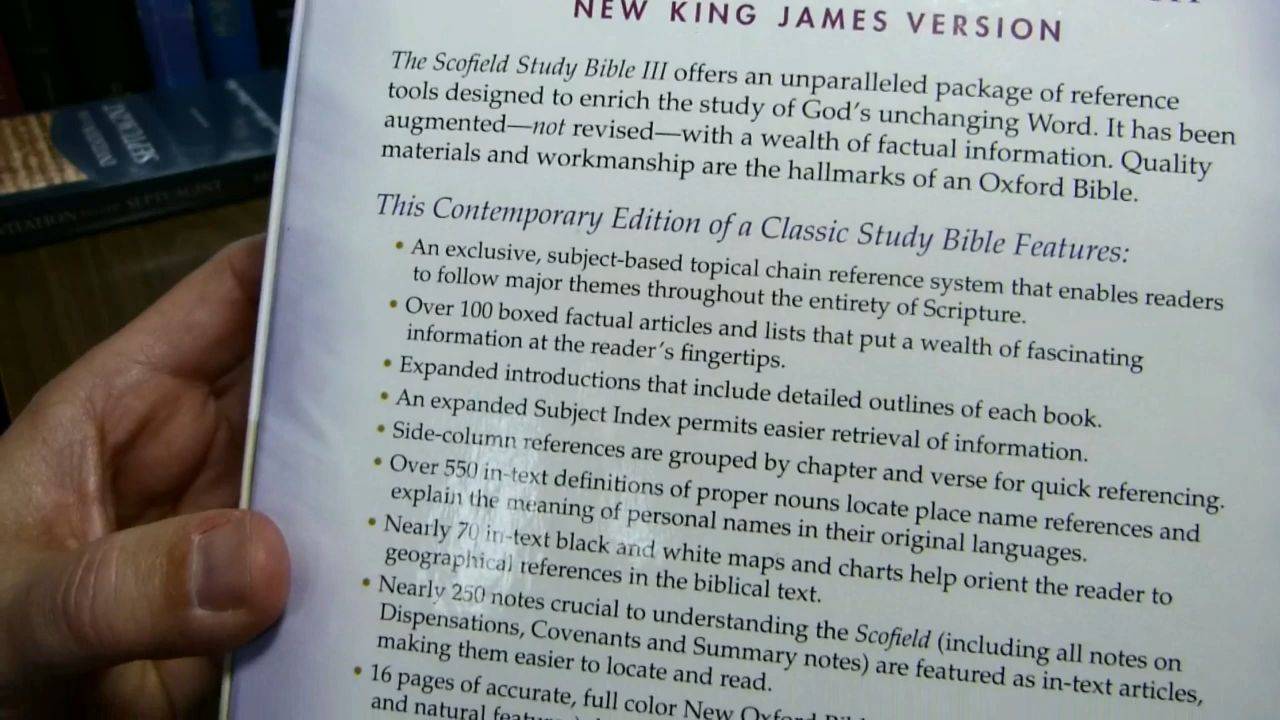 NEW KING JAMES VERSION
The Scofield Study Bible III offers an unparalleled package of reference
tools designed to enrich the study of God's unchanging Word. It has been
augmented—not revised—with a wealth of factual information. Quality
materials and workmanship are the hallmarks of an Oxford Bible.
This Contemporary Edition of a Classic Study Bible Features:
• An exclusive, subject-based topical chain reference system that enables readers
to follow major themes throughout the entirety of Scripture.
• Over 100 boxed factual articles and lists that put a wealth of fascinating
information at the reader's fingertips.
• Expanded introductions that include detailed outlines of each book.
• An expanded Subject Index permits easier retrieval of information.
• Side-column references are grouped by chapter and verse for quick referencing.
• Over 550 in-text definitions of proper nouns locate place name references and
explain the meaning of personal names in their original languages.
• Nearly 70 in-text black and white maps and charts help orient the reader to
geographical references in the biblical text.
• Nearly 250 notes crucial to understanding the Scofield (including all notes on
Dispensations, Covenants and Summary notes) are featured as in-text articles,
making them easier to locate and read.
• 16 pages of accurate, full color New Oxford
and natural
SEPTUAGINT